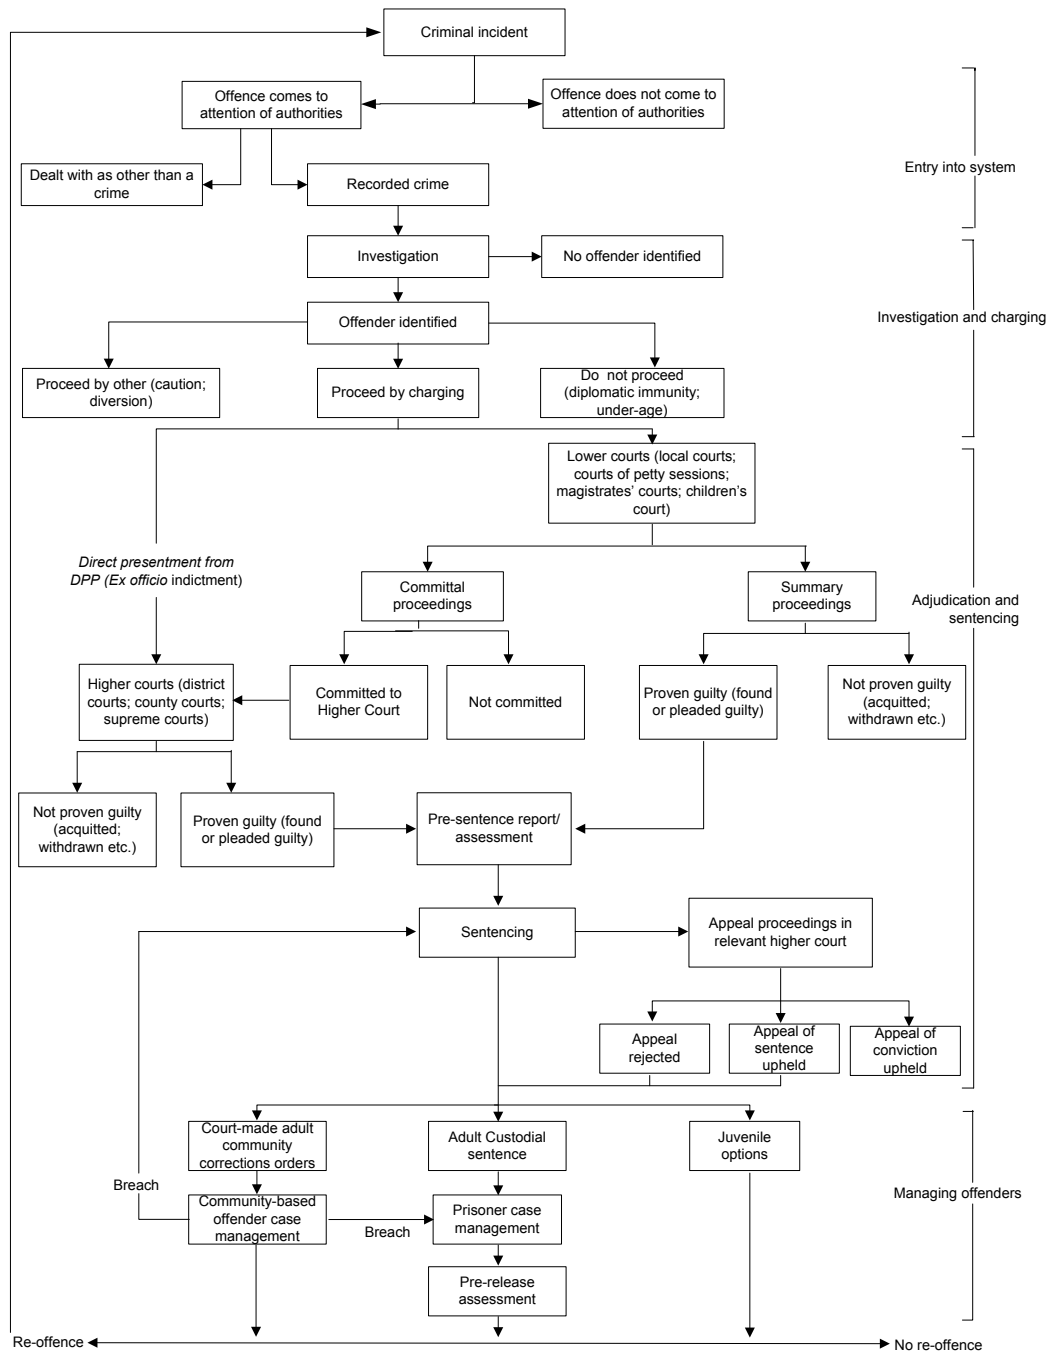 Criminal incident
Offence comes to
attention of authorities
Offence does not come to
attention of authorities
Entry into system
Dealt with as other than a
crime
Recorded crime
Investigation
No offender identified
Investigation and charging
Offender identified
Proceed by other (caution;
diversion)
Proceed by charging
Do  not proceed
(diplomatic immunity;
under-age)
Lower courts (local courts;
courts of petty sessions;
magistrates' courts; children's
court)
Direct presentment from
DPP (Ex officio indictment)
Committal
proceedings
Summary
proceedings
Adjudication and
sentencing
Higher courts (district
courts; county courts;
supreme courts)
Committed to
Higher Court
Not committed
Proven guilty (found
or pleaded guilty)
Not proven guilty
(acquitted;
withdrawn etc.)
Not proven guilty
(acquitted;
withdrawn etc.)
Proven guilty (found
or pleaded guilty)
Pre-sentence report/
assessment
Sentencing
Appeal proceedings in
relevant higher court
Appeal
rejected
Appeal of
sentence
upheld
Appeal of
conviction
upheld
Court-made adult
community
corrections orders
Adult Custodial
sentence
Juvenile
options
Breach
Community-based
offender case
management
Breach
Prisoner case
management
Managing offenders
Pre-release
assessment
Re-offence
No re-offence